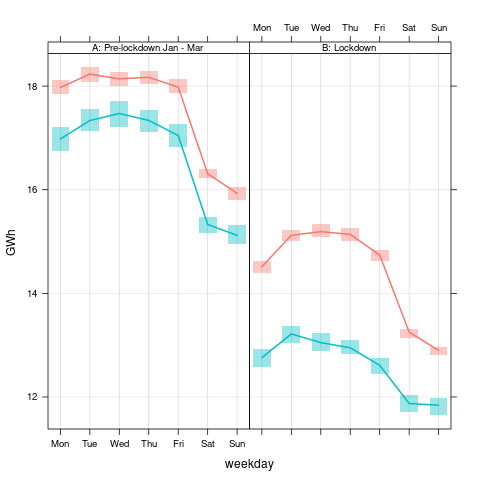 Mon Tue Wed Thu Fri Sat Sun
A: Pre-lockdown Jan - Mar B: Lockdown
18
16
14
12
GWh
Mon Tue Wed Thu Fri Sat Sun
weekday